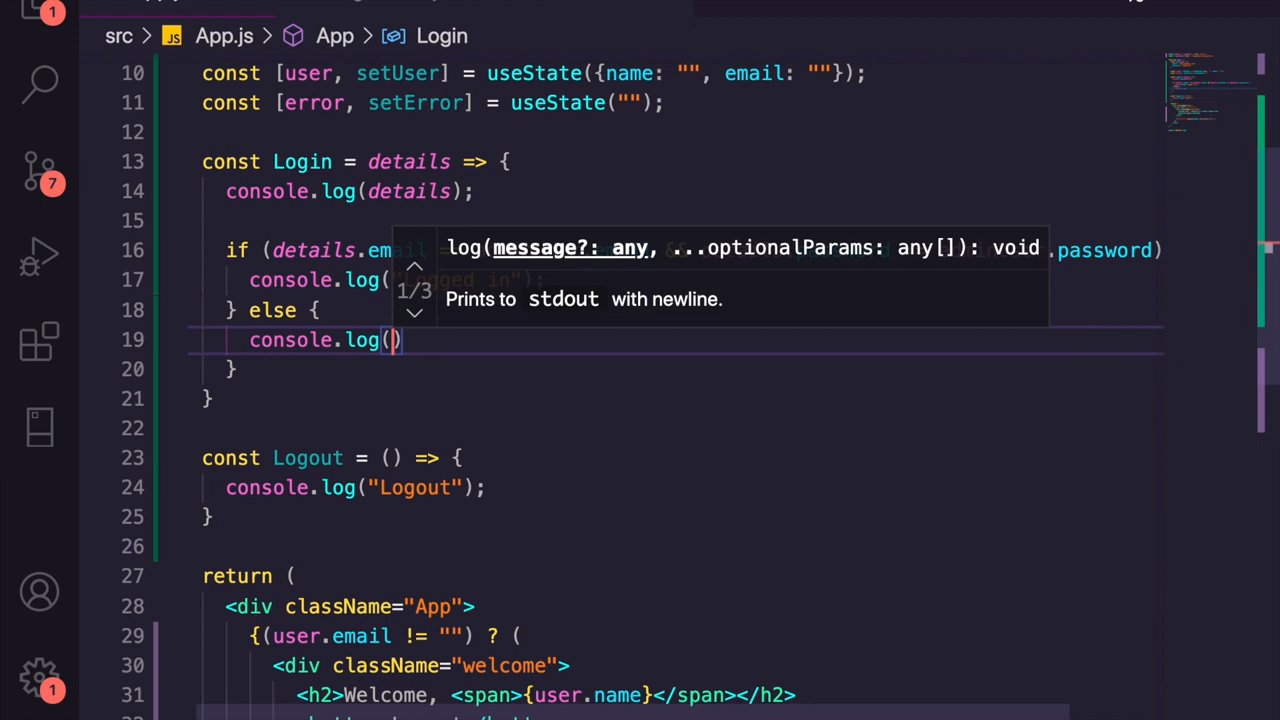 1
src > JS App.js > App > Login
10 const [user, setUser] = useState({name: "", email: ""});
11 const [error, setError] = useState("");
12
13 const Login = details => {
14 console.log(details);
15
16 if (details.email .password)
log(message?: any, ...optionalParams: any[]): void
17 console.log("Logged in");
1/3 Prints to stdout with newline.
18 } else {
19 console.log()
20 }
21 }
22
23 const Logout = () => {
24 console.log("Logout");
25 }
26
27 return (
28 <div className="App">
29 {(user.email != "") ? (
30 <div className="welcome">
31 <h2>Welcome, <span>{user.name}</span></h2>
7
1